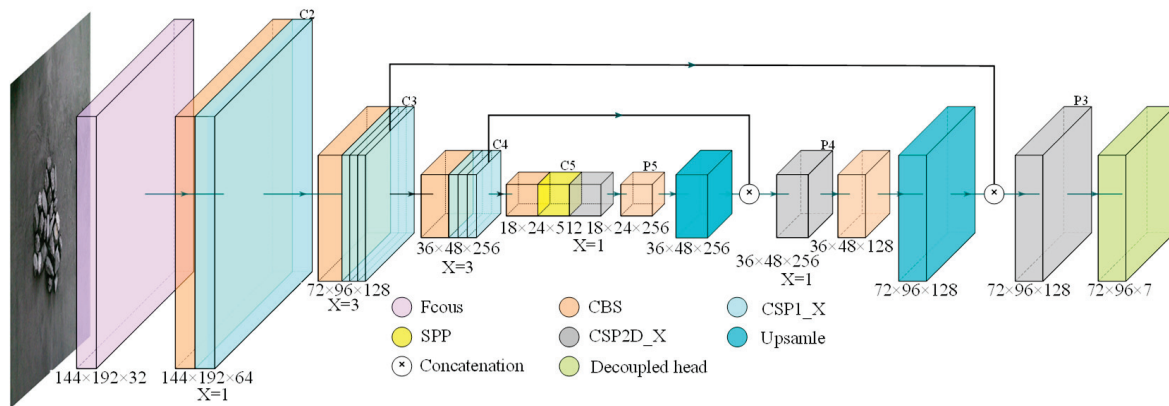 C2
C3
C4
C5
P5
P4
P3
144×192×32
144×192×64
X=1
72×96×128
X=3
36×48×256
X=3
18×24×512
X=1
18×24×256
36×48×256
36×48×256
X=1
36×48×128
72×96×128
72×96×128
72×96×7
Fcous
CBS
CSP1_X
SPP
CSP2D_X
Upsamle
Concatenation
Decoupled head